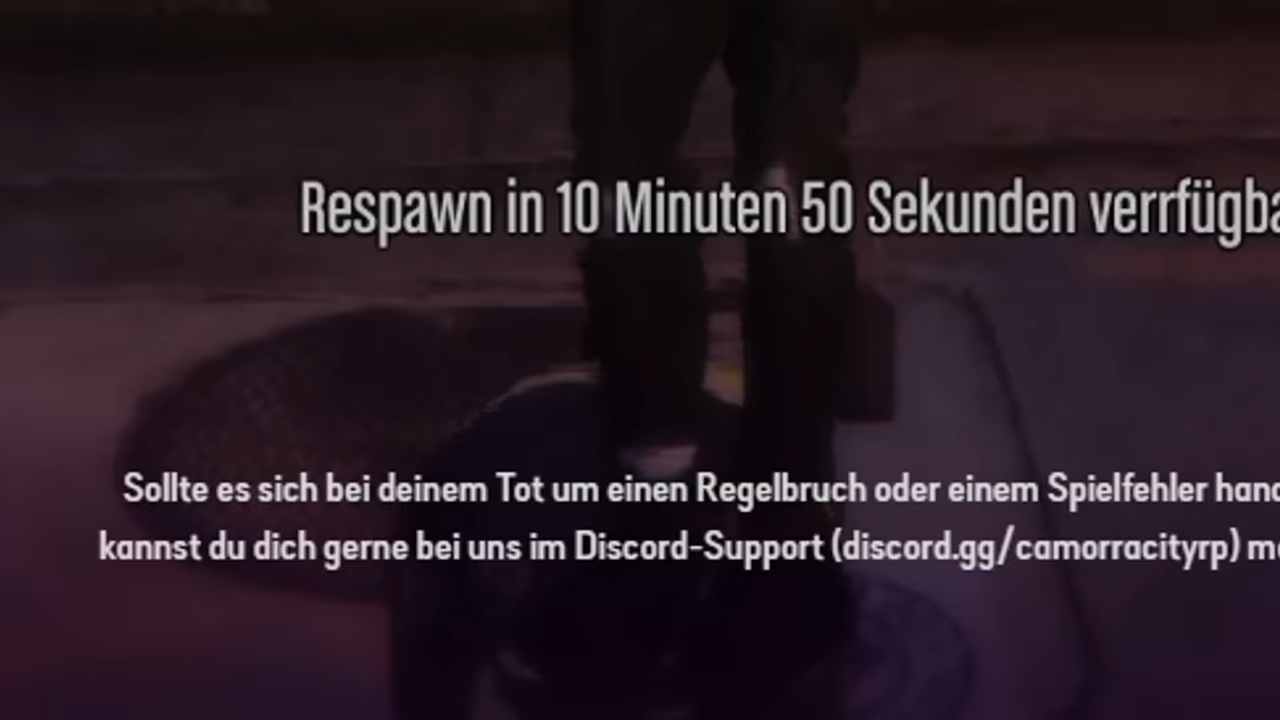 Respawn in 10 Minuten 50 Sekunden verrfügba
Sollte es sich bei deinem Tot um einen Regelbruch oder einem Spielfehler hand
kannst du dich gerne bei uns im Discord-Support (discord.gg/camorracityrp) me